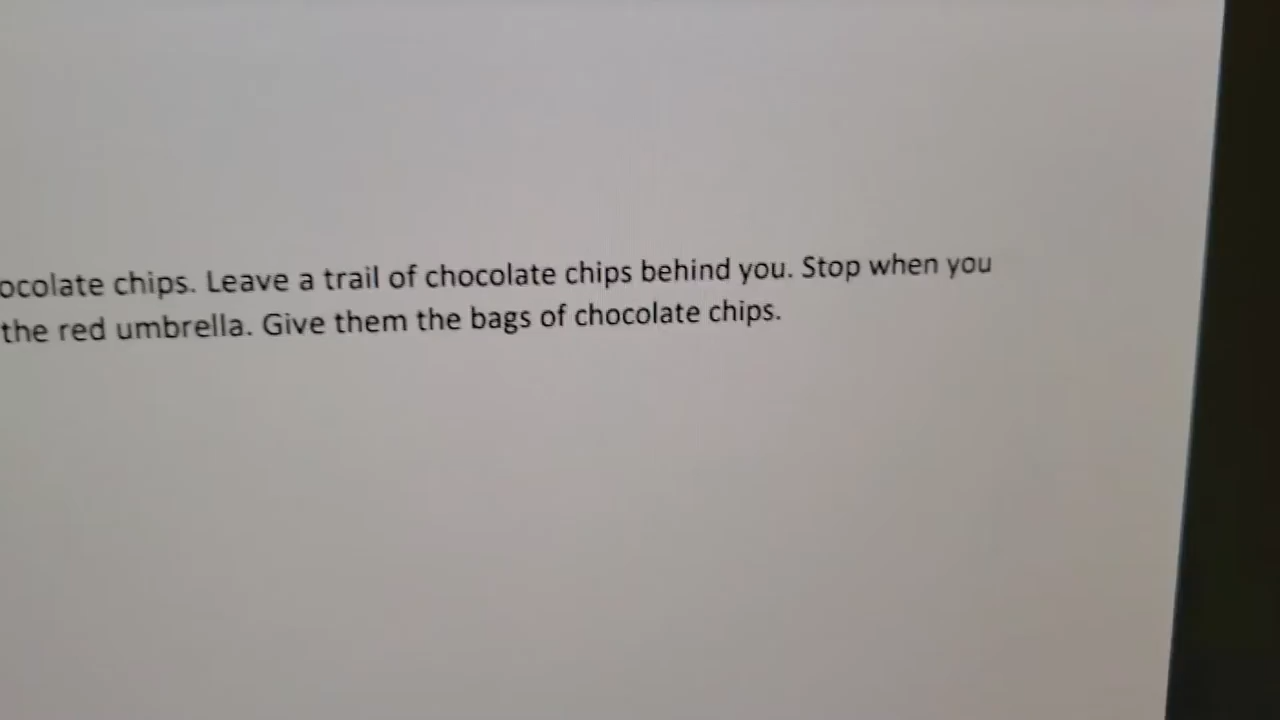 ocolate chips. Leave a trail of chocolate chips behind you. Stop when you
the red umbrella. Give them the bags of chocolate chips.